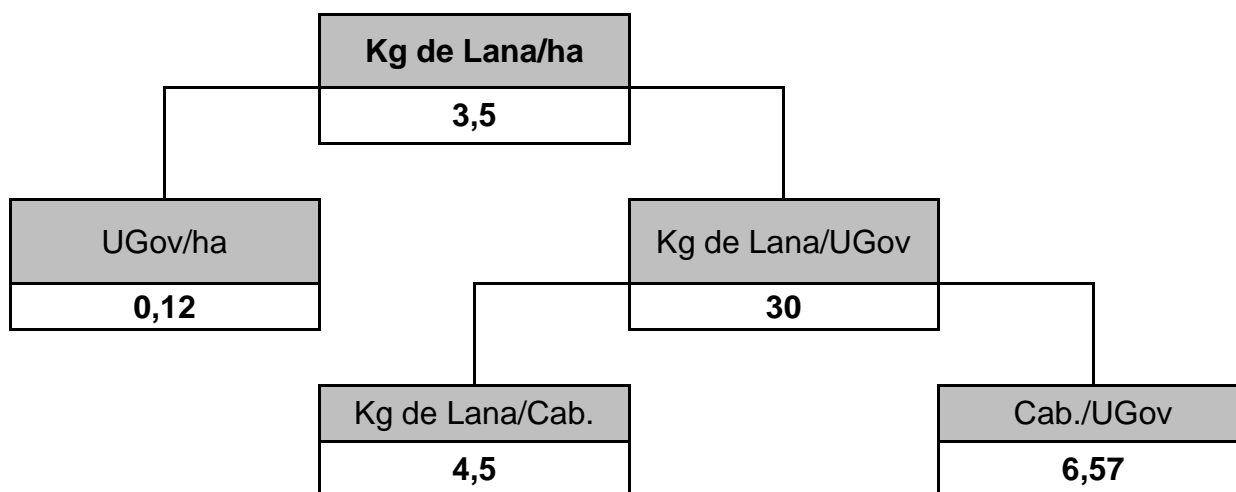 Kg de Lana/ha
3,5
UGov/ha
0,12
Kg de Lana/UGov
30
Kg de Lana/Cab.
4,5
Cab./UGov
6,57